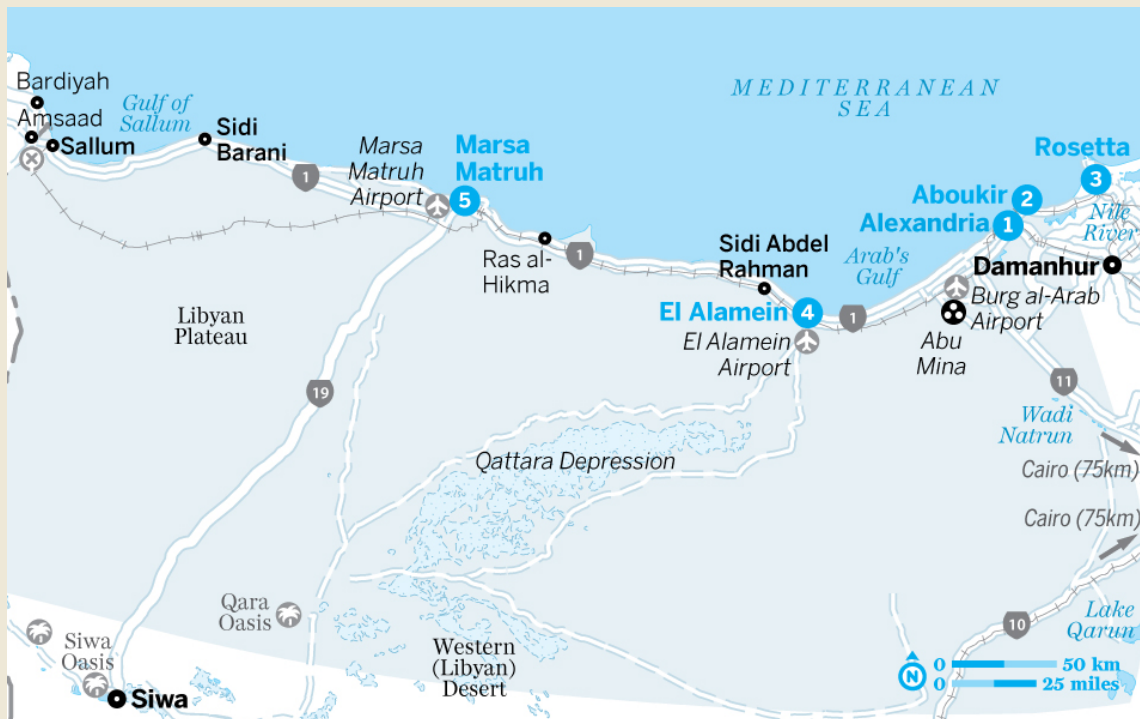 Bardiyah
Amsaad
Sallum
Gulf of
Sallum
Sidi
Barani
1
Marsa
Matruh
Airport
Marsa
Matruh
5
MEDITERRANEAN
SEA
Rosetta
3
Aboukir
2
Alexandria
1
Nile
River
Ras al-
Hikma
1
Sidi Abdel
Rahman
Arab's
Gulf
Damanhur
El Alamein
4
El Alamein
Airport
1
Burg al-Arab
Airport
Abu
Mina
Libyan
Plateau
19
11
Wadi
Natrun
Qattara Depression
Cairo (75km)
Cairo (75km)
Qara
Oasis
Siwa
Oasis
Siwa
Western
(Libyan)
Desert
10
Lake
Qarun
N
0 50 km
0 25 miles